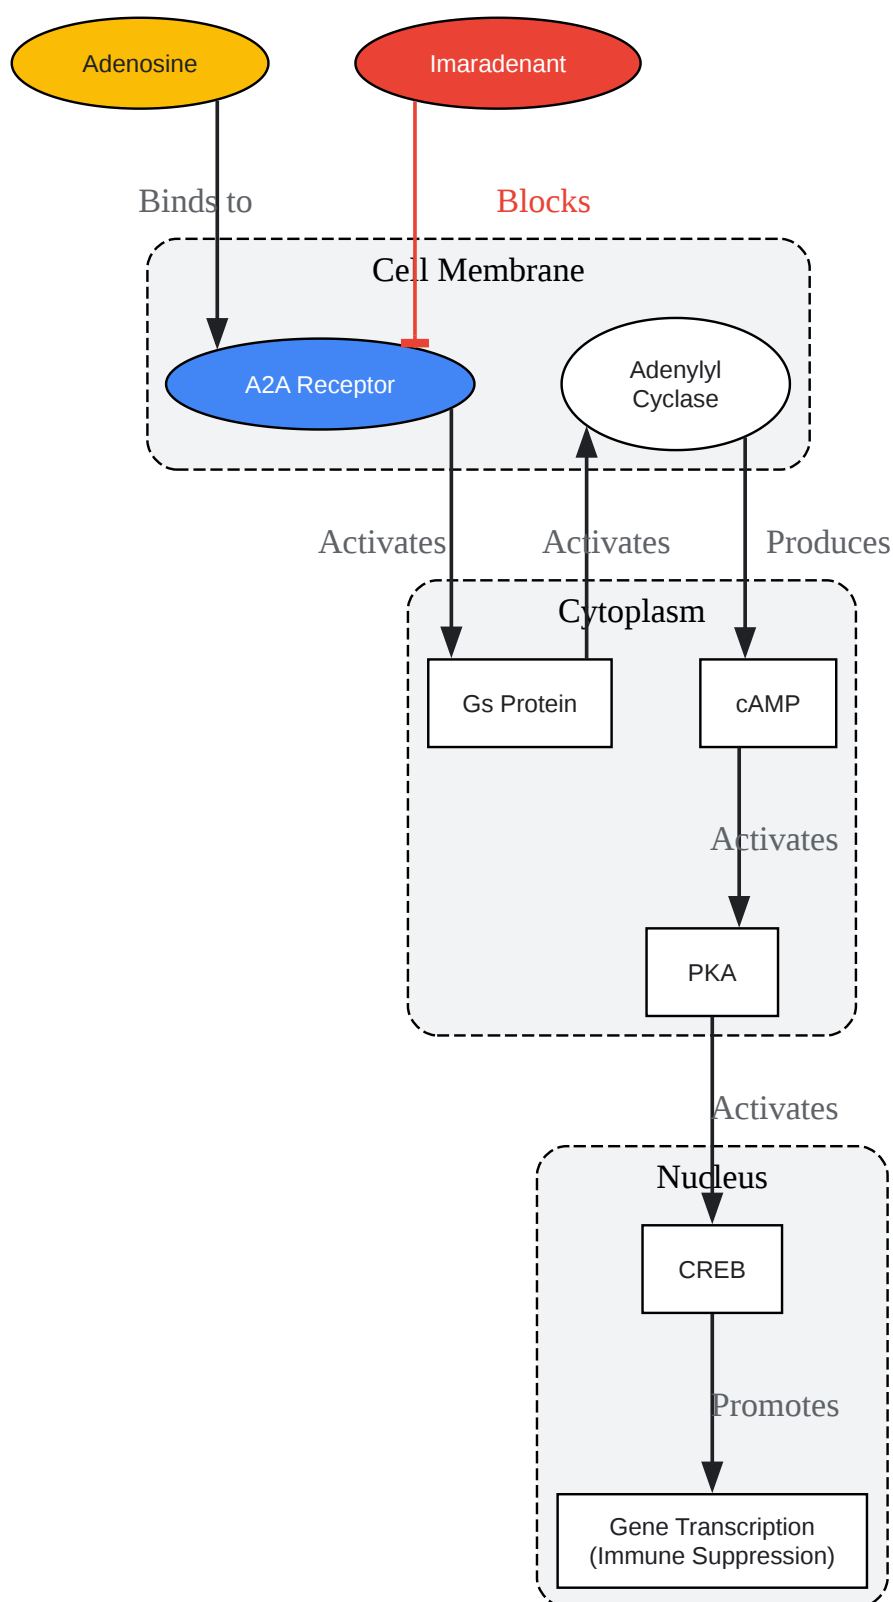 Adenosine
Imaradenant
Binds to
Blocks
Cell Membrane
A2A Receptor
Adenylyl
Cyclase
Activates
Activates
Produces
Cytoplasm
Gs Protein
cAMP
Activates
PKA
Activates
Nucleus
CREB
Promotes
Gene Transcription
(Immune Suppression)